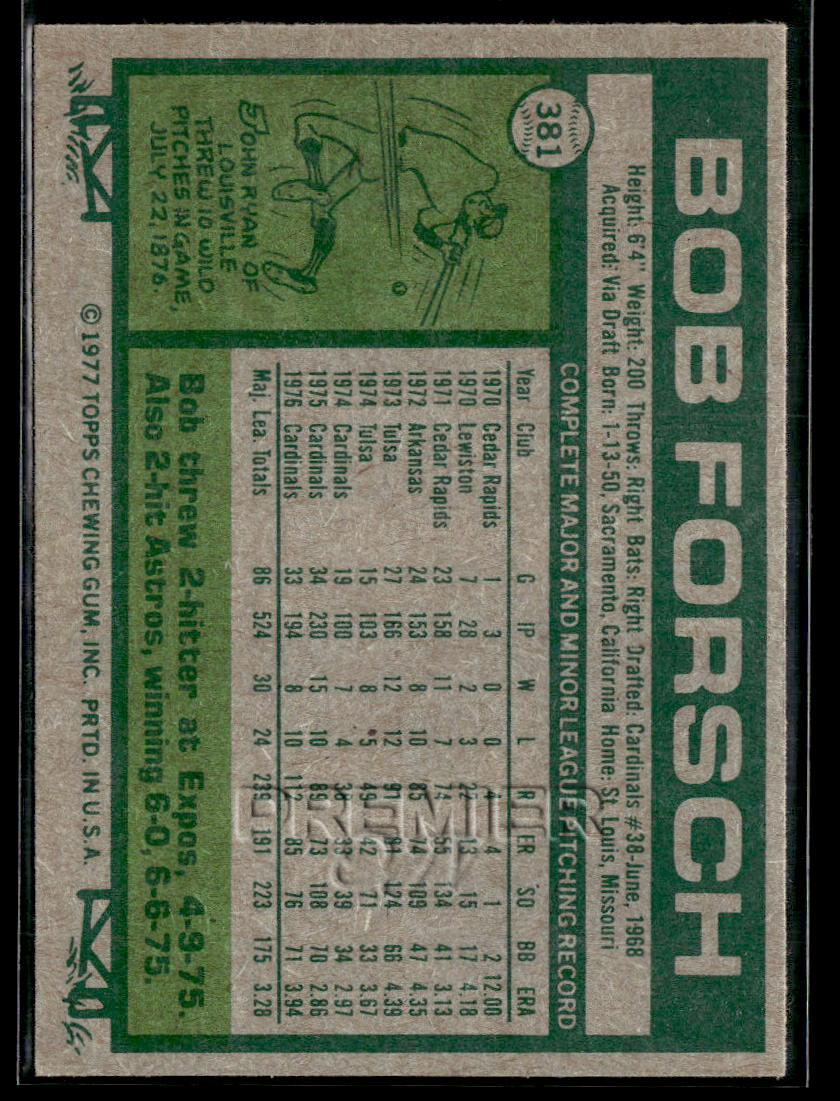 381
BOB FORSCH
Height: 6'4" Weight: 200 Throws: Right Bats: Right Drafted: Cardinals #38-June, 1968
Acquired: Via Draft Born: 1-13-50, Sacramento, California Home: St. Louis, Missouri
COMPLETE MAJOR AND MINOR LEAGUE PITCHING RECORD
Year Club G IP W L R ER SO BB ERA
1970 Cedar Rapids 1 3 0 0 4 4 1 2 12.00
1970 Lewiston 7 28 2 3 22 13 15 17 4.18
1971 Cedar Rapids 23 158 11 7 74 55 134 41 3.13
1972 Arkansas 24 153 8 10 85 74 109 47 4.35
1973 Tulsa 27 166 12 12 91 81 124 66 4.39
1974 Tulsa 15 103 8 5 49 42 71 33 3.67
1974 Cardinals 19 100 7 4 38 33 39 34 2.97
1975 Cardinals 34 230 15 10 89 73 108 70 2.86
1976 Cardinals 33 194 8 10 112 85 76 71 3.94
Maj. Lea. Totals 86 524 30 24 239 191 223 175 3.28
JOHN RYAN OF
LOUISVILLE
THREW 10 WILD
PITCHES IN GAME,
JULY 22, 1876.
Bob threw 2-hitter at Expos, 4-9-75.
Also 2-hit Astros, winning 6-0, 6-6-75.
© 1977 TOPPS CHEWING GUM, INC. PRTD. IN U.S.A.
PREMIER